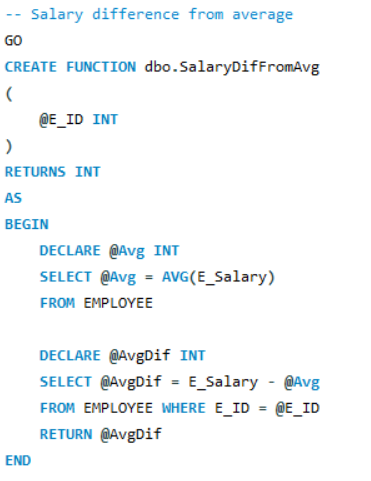 -- Salary difference from average
GO
CREATE FUNCTION dbo.SalaryDifFromAvg
(
    @E_ID INT
)
RETURNS INT
AS
BEGIN
    DECLARE @Avg INT
    SELECT @Avg = AVG(E_Salary)
    FROM EMPLOYEE

    DECLARE @AvgDif INT
    SELECT @AvgDif = E_Salary - @Avg
    FROM EMPLOYEE WHERE E_ID = @E_ID
    RETURN @AvgDif
END